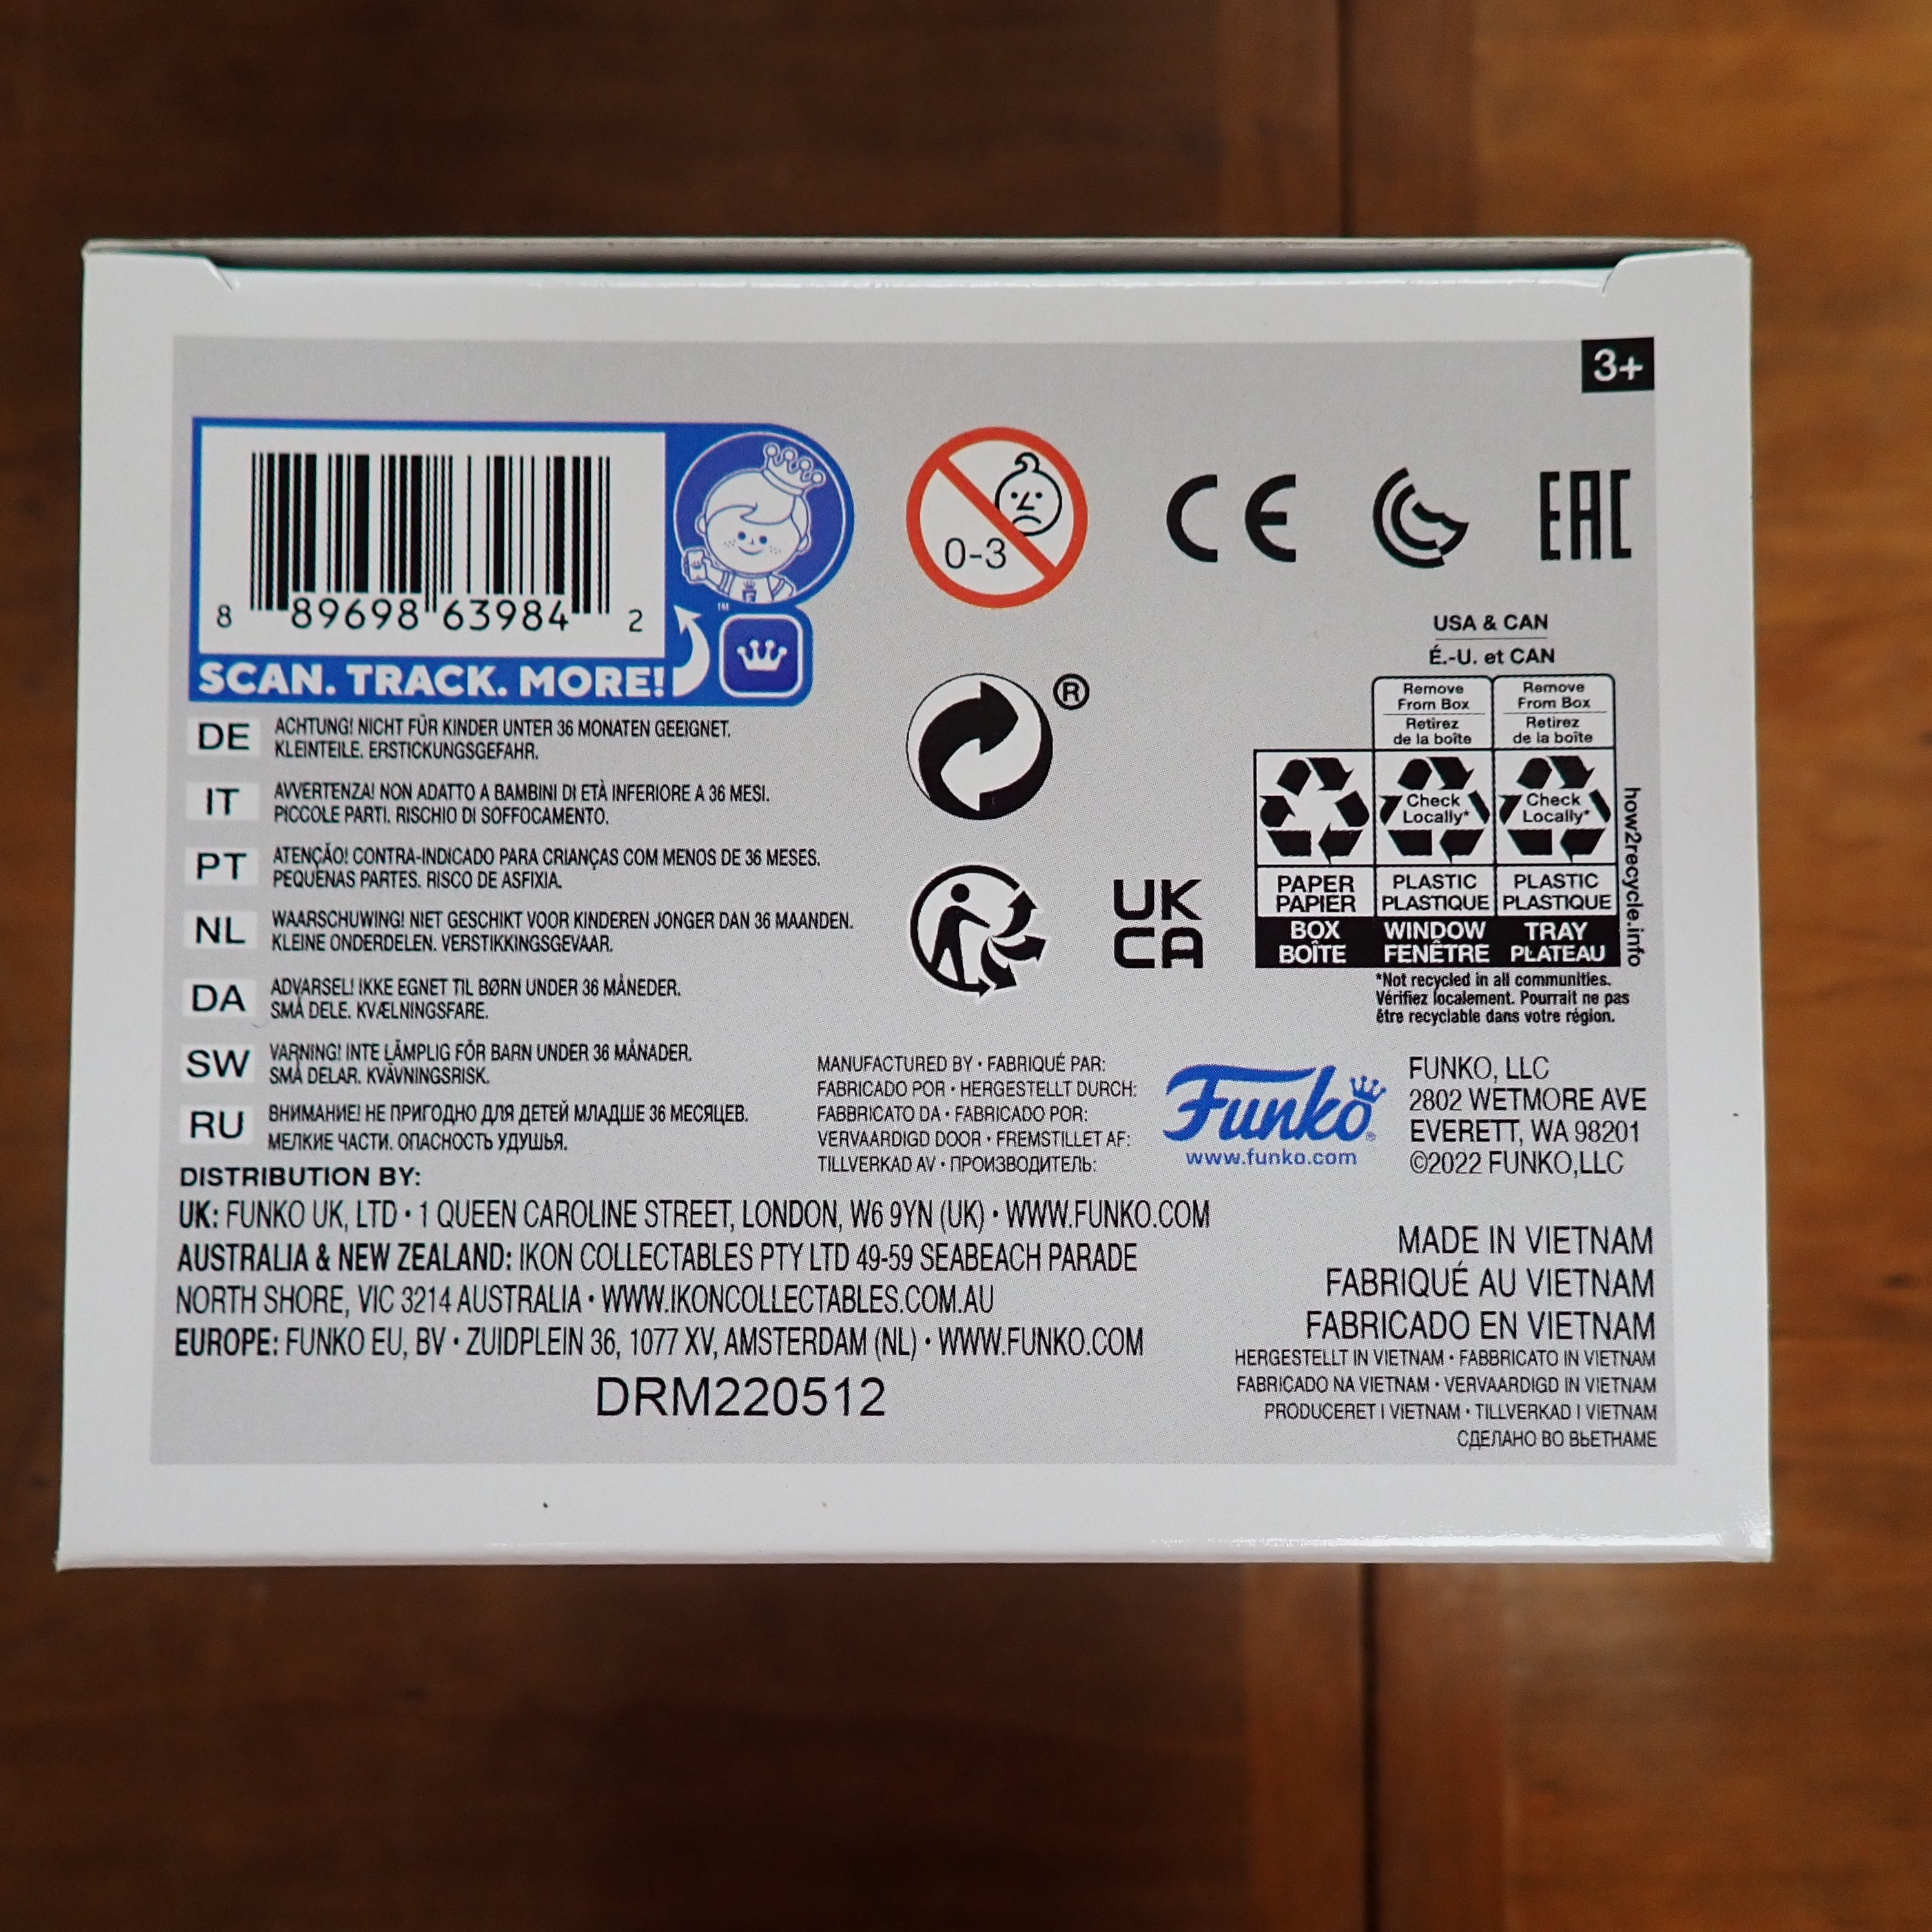 3+
8 89698 63984 2
™
SCAN. TRACK. MORE!
0-3
CE
EAC
®
UK
CA
USA & CAN
É.-U. et CAN
Remove
From Box
Retirez
de la boîte
Remove
From Box
Retirez
de la boîte
Check
Locally*
Check
Locally*
PAPER
PAPIER
PLASTIC
PLASTIQUE
PLASTIC
PLASTIQUE
BOX
BOÎTE
WINDOW
FENÊTRE
TRAY
PLATEAU
how2recycle.info
*Not recycled in all communities.
Vérifiez localement. Pourrait ne pas
être recyclable dans votre région.
DE
ACHTUNG! NICHT FÜR KINDER UNTER 36 MONATEN GEEIGNET.
KLEINTEILE. ERSTICKUNGSGEFAHR.
IT
AVVERTENZA! NON ADATTO A BAMBINI DI ETÀ INFERIORE A 36 MESI.
PICCOLE PARTI. RISCHIO DI SOFFOCAMENTO.
PT
ATENÇÃO! CONTRA-INDICADO PARA CRIANÇAS COM MENOS DE 36 MESES.
PEQUENAS PARTES. RISCO DE ASFIXIA.
NL
WAARSCHUWING! NIET GESCHIKT VOOR KINDEREN JONGER DAN 36 MAANDEN.
KLEINE ONDERDELEN. VERSTIKKINGSGEVAAR.
DA
ADVARSEL! IKKE EGNET TIL BØRN UNDER 36 MÅNEDER.
SMÅ DELE. KVÆLNINGSFARE.
SW
VARNING! INTE LÄMPLIG FÖR BARN UNDER 36 MÅNADER.
SMÅ DELAR. KVÄVNINGSRISK.
RU
ВНИМАНИЕ! НЕ ПРИГОДНО ДЛЯ ДЕТЕЙ МЛАДШЕ 36 МЕСЯЦЕВ.
МЕЛКИЕ ЧАСТИ. ОПАСНОСТЬ УДУШЬЯ.
MANUFACTURED BY • FABRIQUÉ PAR:
FABRICADO POR • HERGESTELLT DURCH:
FABBRICATO DA • FABRICADO POR:
VERVAARDIGD DOOR • FREMSTILLET AF:
TILLVERKAD AV • ПРОИЗВОДИТЕЛЬ:
Funko®
www.funko.com
FUNKO, LLC
2802 WETMORE AVE
EVERETT, WA 98201
©2022 FUNKO,LLC
DISTRIBUTION BY:
UK: FUNKO UK, LTD • 1 QUEEN CAROLINE STREET, LONDON, W6 9YN (UK) • WWW.FUNKO.COM
AUSTRALIA & NEW ZEALAND: IKON COLLECTABLES PTY LTD 49-59 SEABEACH PARADE
NORTH SHORE, VIC 3214 AUSTRALIA • WWW.IKONCOLLECTABLES.COM.AU
EUROPE: FUNKO EU, BV • ZUIDPLEIN 36, 1077 XV, AMSTERDAM (NL) • WWW.FUNKO.COM
DRM220512
MADE IN VIETNAM
FABRIQUÉ AU VIETNAM
FABRICADO EN VIETNAM
HERGESTELLT IN VIETNAM • FABBRICATO IN VIETNAM
FABRICADO NA VIETNAM • VERVAARDIGD IN VIETNAM
PRODUCERET I VIETNAM • TILLVERKAD I VIETNAM
СДЕЛАНО ВО ВЬЕТНАМЕ